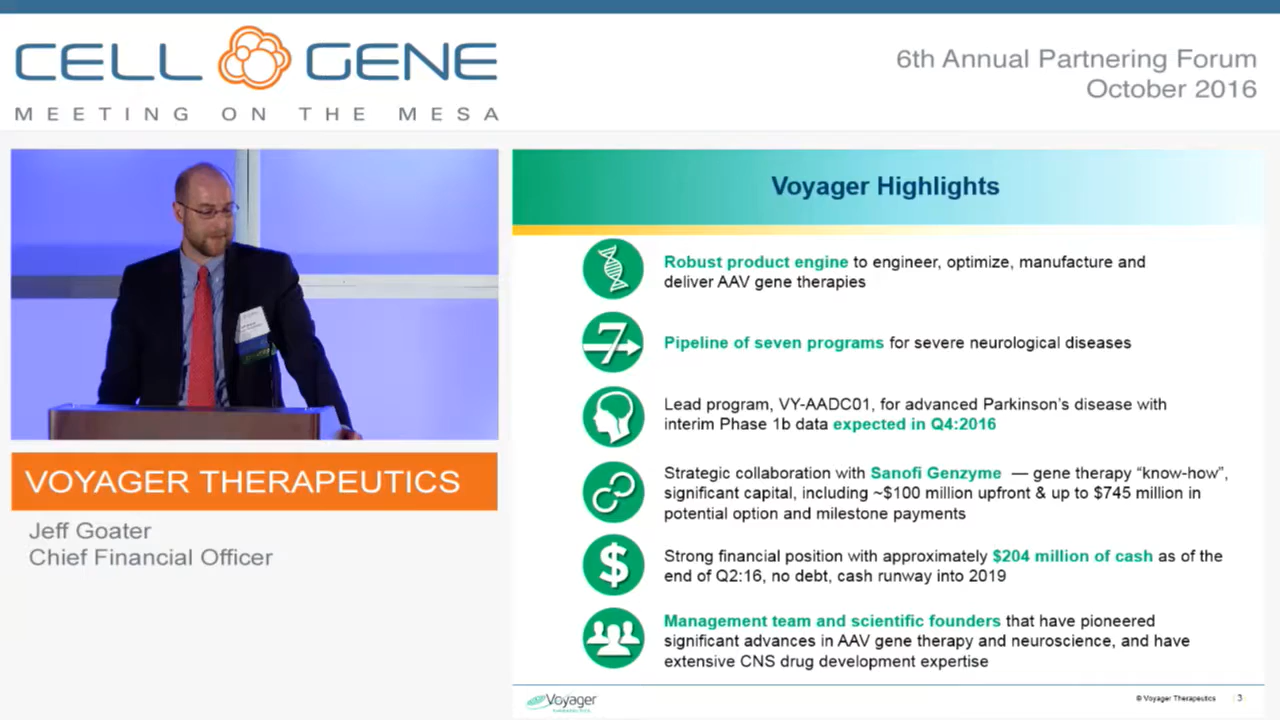 CELL GENE
MEETING ON THE MESA
6th Annual Partnering Forum
October 2016
VOYAGER THERAPEUTICS
Jeff Goater
Chief Financial Officer
Voyager Highlights
Robust product engine to engineer, optimize, manufacture and
deliver AAV gene therapies
7
Pipeline of seven programs for severe neurological diseases
Lead program, VY-AADC01, for advanced Parkinson's disease with
interim Phase 1b data expected in Q4:2016
Strategic collaboration with Sanofi Genzyme — gene therapy “know-how”,
significant capital, including ~$100 million upfront & up to $745 million in
potential option and milestone payments
$
Strong financial position with approximately $204 million of cash as of the
end of Q2:16, no debt, cash runway into 2019
Management team and scientific founders that have pioneered
significant advances in AAV gene therapy and neuroscience, and have
extensive CNS drug development expertise
Voyager
© Voyager Therapeutics | 3